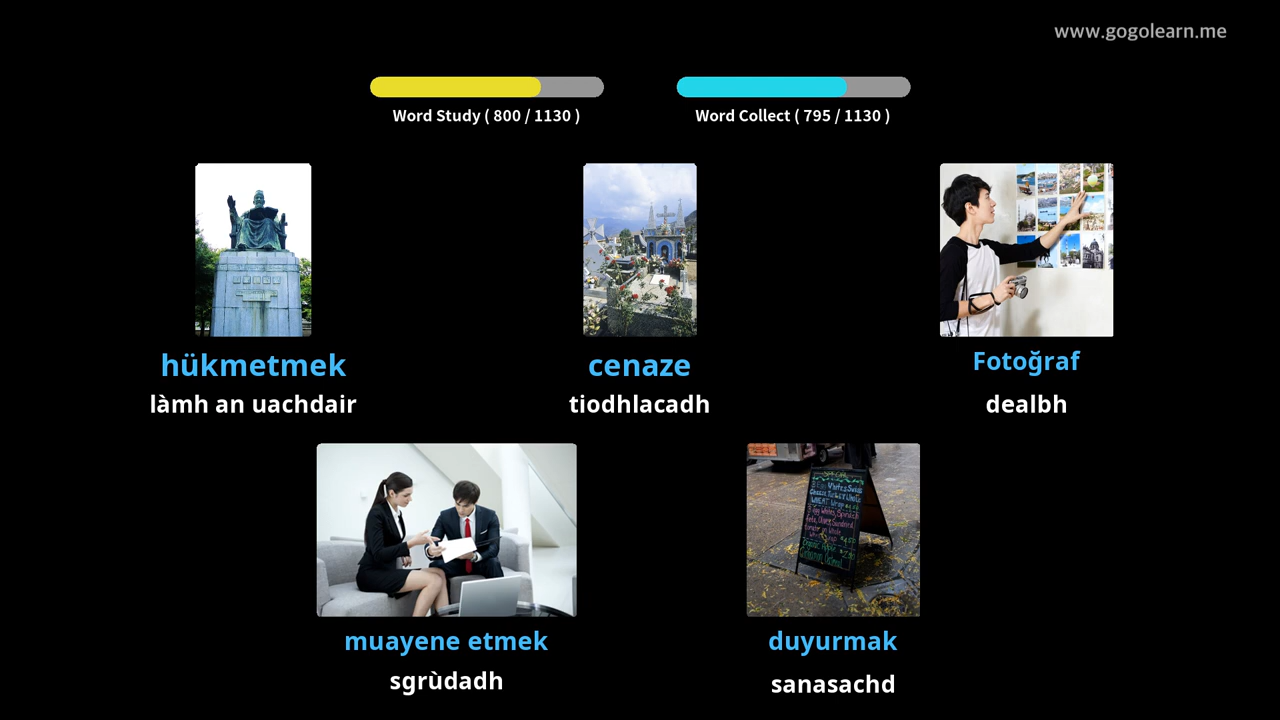 www.gogolearn.me
Word Study ( 800 / 1130 )
Word Collect ( 795 / 1130 )
hükmetmek
làmh an uachdair
cenaze
tiodhlacadh
Fotoğraf
dealbh
muayene etmek
sgrùdadh
duyurmak
sanasachd